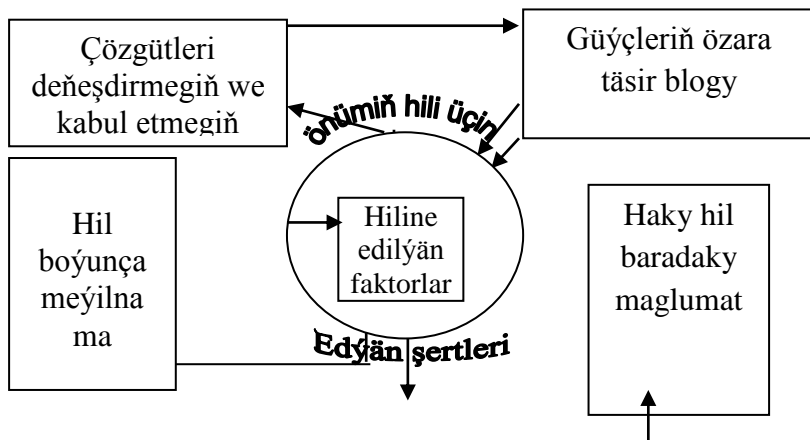 Çözgütleri
deňeşdirmegiň we
kabul etmegiň
Güýçleriň özara
täsir blogy
önümiň hili üçin
Hil
boýunça
meýilna
ma
Hiline
edilýän
faktorlar
Haky hil
baradaky
maglumat
Edýän şertleri